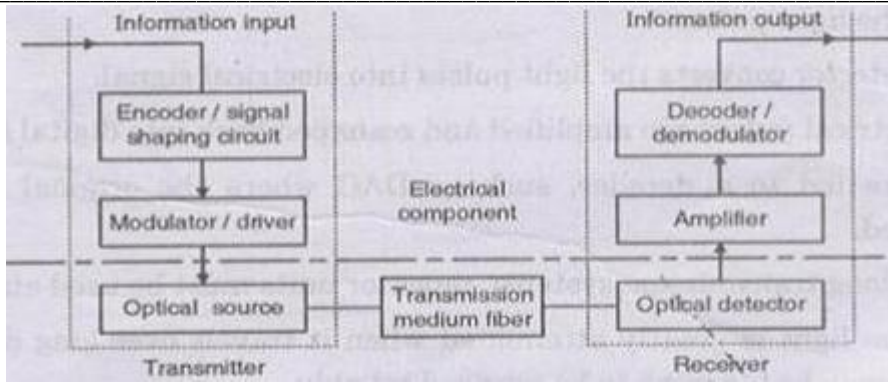 Information input
Information output
Encoder / signal
shaping circuit
Decoder /
demodulator
Electrical
component
Modulator / driver
Amplifier
Optical source
Transmission
medium fiber
Optical detector
Transmitter
Receiver